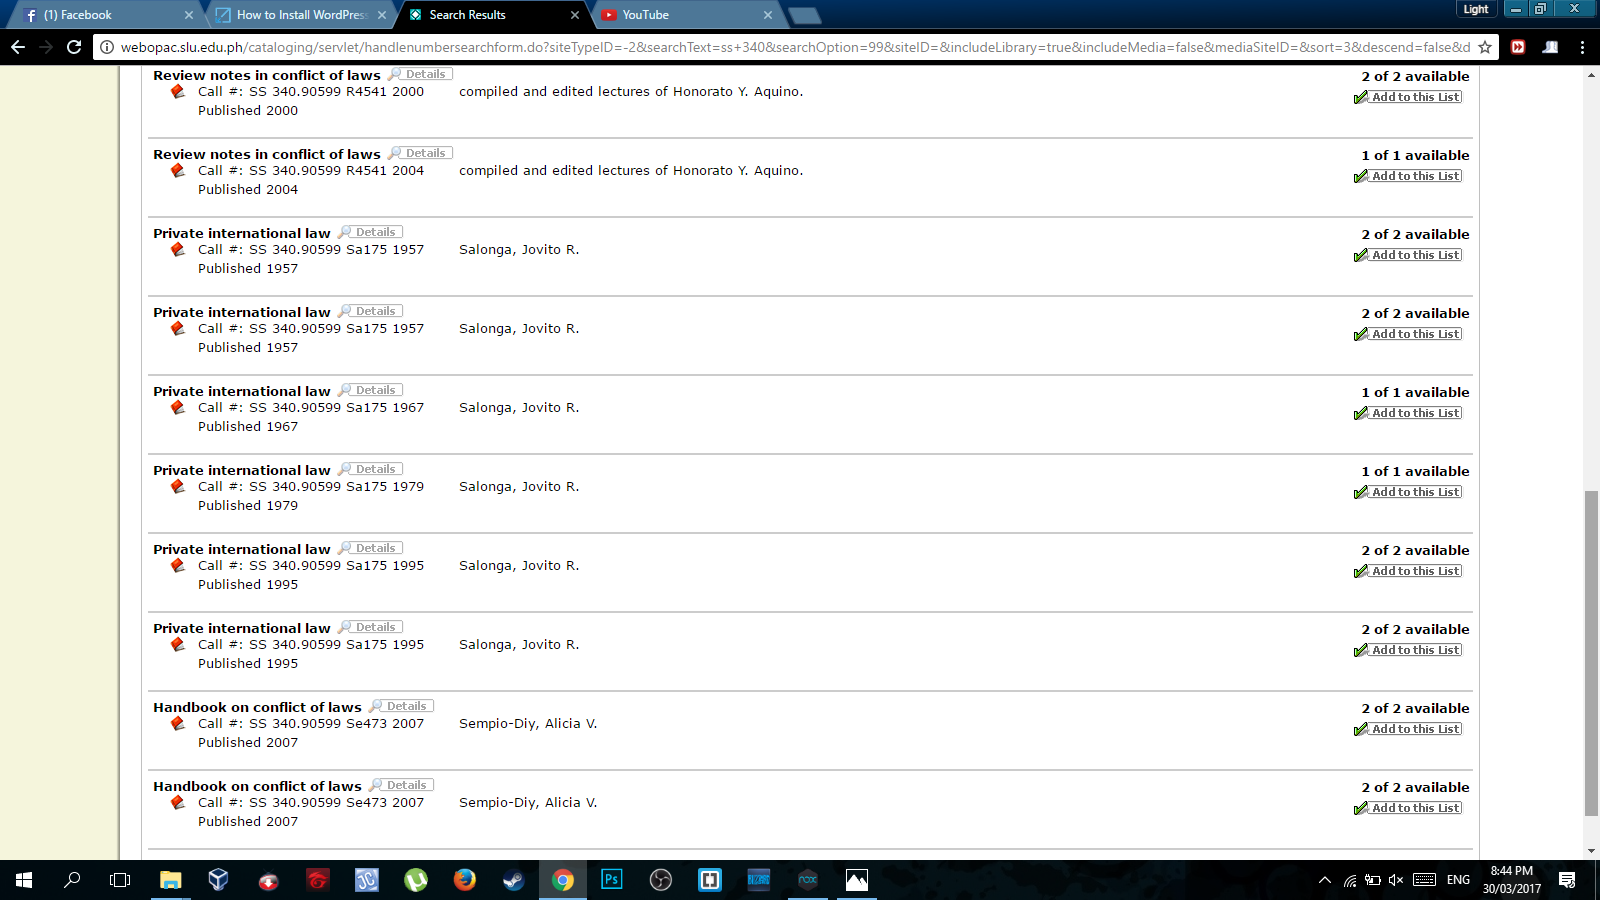 (1) Facebook
How to Install WordPress
Search Results
YouTube
Light
webopac.slu.edu.ph/cataloging/servlet/handlenumbersearchform.do?siteTypeID=-2&searchText=ss+340&searchOption=99&siteID=&includeLibrary=true&includeMedia=false&mediaSiteID=&sort=3&descend=false&d
Review notes in conflict of laws Details 2 of 2 available
Call #: SS 340.90599 R4541 2000 compiled and edited lectures of Honorato Y. Aquino. Add to this List
Published 2000
Review notes in conflict of laws Details 1 of 1 available
Call #: SS 340.90599 R4541 2004 compiled and edited lectures of Honorato Y. Aquino. Add to this List
Published 2004
Private international law Details 2 of 2 available
Call #: SS 340.90599 Sa175 1957 Salonga, Jovito R. Add to this List
Published 1957
Private international law Details 2 of 2 available
Call #: SS 340.90599 Sa175 1957 Salonga, Jovito R. Add to this List
Published 1957
Private international law Details 1 of 1 available
Call #: SS 340.90599 Sa175 1967 Salonga, Jovito R. Add to this List
Published 1967
Private international law Details 1 of 1 available
Call #: SS 340.90599 Sa175 1979 Salonga, Jovito R. Add to this List
Published 1979
Private international law Details 2 of 2 available
Call #: SS 340.90599 Sa175 1995 Salonga, Jovito R. Add to this List
Published 1995
Private international law Details 2 of 2 available
Call #: SS 340.90599 Sa175 1995 Salonga, Jovito R. Add to this List
Published 1995
Handbook on conflict of laws Details 2 of 2 available
Call #: SS 340.90599 Se473 2007 Sempio-Diy, Alicia V. Add to this List
Published 2007
Handbook on conflict of laws Details 2 of 2 available
Call #: SS 340.90599 Se473 2007 Sempio-Diy, Alicia V. Add to this List
Published 2007
Ps
nox
ENG
8:44 PM
30/03/2017